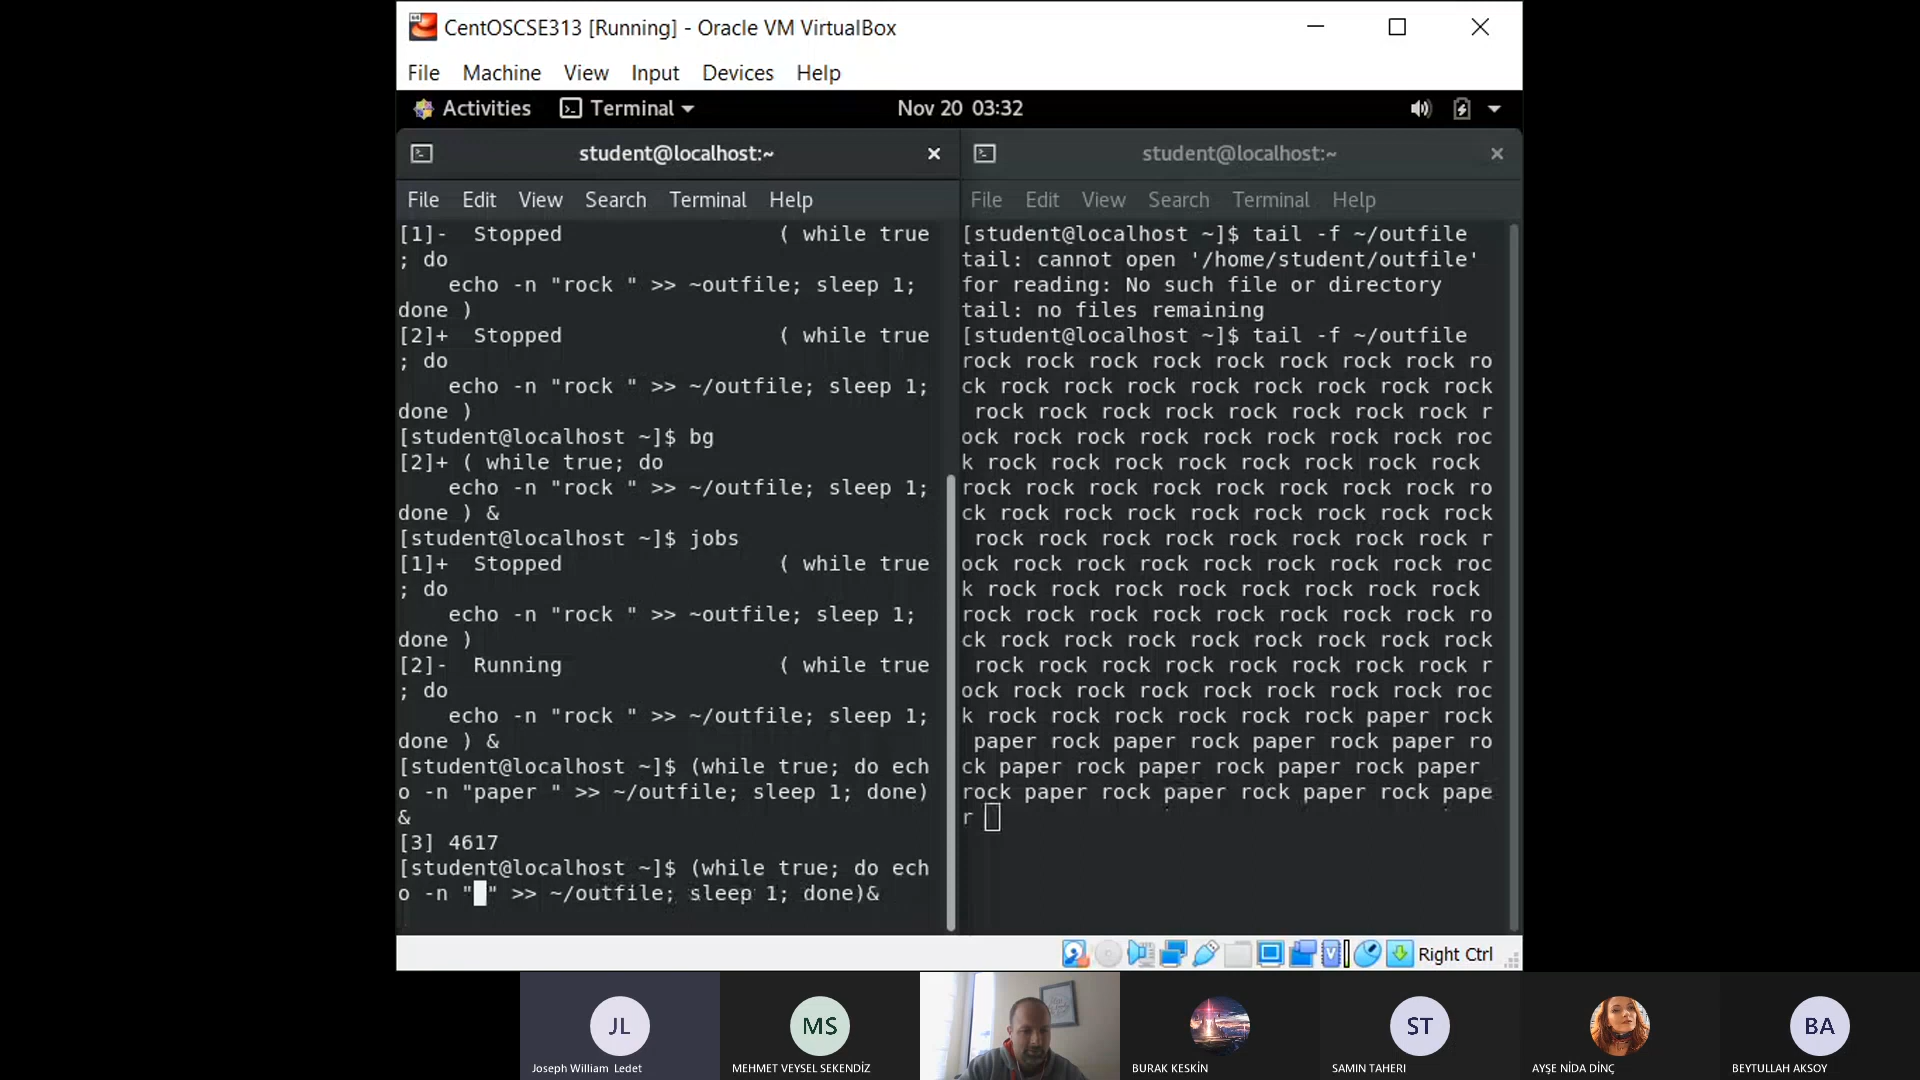 CentOSCSE313 [Running] - Oracle VM VirtualBox
File Machine View Input Devices Help
Activities Terminal Nov 20 03:32
student@localhost:~
File Edit View Search Terminal Help
[1]-  Stopped                 ( while true
; do
    echo -n "rock " >> ~outfile; sleep 1;
done )
[2]+  Stopped                 ( while true
; do
    echo -n "rock " >> ~/outfile; sleep 1;
done )
[student@localhost ~]$ bg
[2]+ ( while true; do
    echo -n "rock " >> ~/outfile; sleep 1;
done ) &
[student@localhost ~]$ jobs
[1]+  Stopped                 ( while true
; do
    echo -n "rock " >> ~outfile; sleep 1;
done )
[2]-  Running                 ( while true
; do
    echo -n "rock " >> ~/outfile; sleep 1;
done ) &
[student@localhost ~]$ (while true; do ech
o -n "paper " >> ~/outfile; sleep 1; done)
&
[3] 4617
[student@localhost ~]$ (while true; do ech
o -n " " >> ~/outfile; sleep 1; done)&
student@localhost:~
File Edit View Search Terminal Help
[student@localhost ~]$ tail -f ~/outfile
tail: cannot open '/home/student/outfile'
for reading: No such file or directory
tail: no files remaining
[student@localhost ~]$ tail -f ~/outfile
rock rock rock rock rock rock rock rock ro
ck rock rock rock rock rock rock rock rock
 rock rock rock rock rock rock rock rock r
ock rock rock rock rock rock rock rock roc
k rock rock rock rock rock rock rock rock
rock rock rock rock rock rock rock rock ro
ck rock rock rock rock rock rock rock rock
 rock rock rock rock rock rock rock rock r
ock rock rock rock rock rock rock rock roc
k rock rock rock rock rock rock rock rock
rock rock rock rock rock rock rock rock ro
ck rock rock rock rock rock rock rock rock
 rock rock rock rock rock rock rock rock r
ock rock rock rock rock rock rock rock roc
k rock rock rock rock rock rock paper rock
 paper rock paper rock paper rock paper ro
ck paper rock paper rock paper rock paper
rock paper rock paper rock paper rock pape
r
Right Ctrl
JL
Joseph William Ledet
MS
MEHMET VEYSEL SEKENDİZ
BURAK KESKİN
ST
SAMIN TAHERI
AYŞE NİDA DİNÇ
BA
BEYTULLAH AKSOY